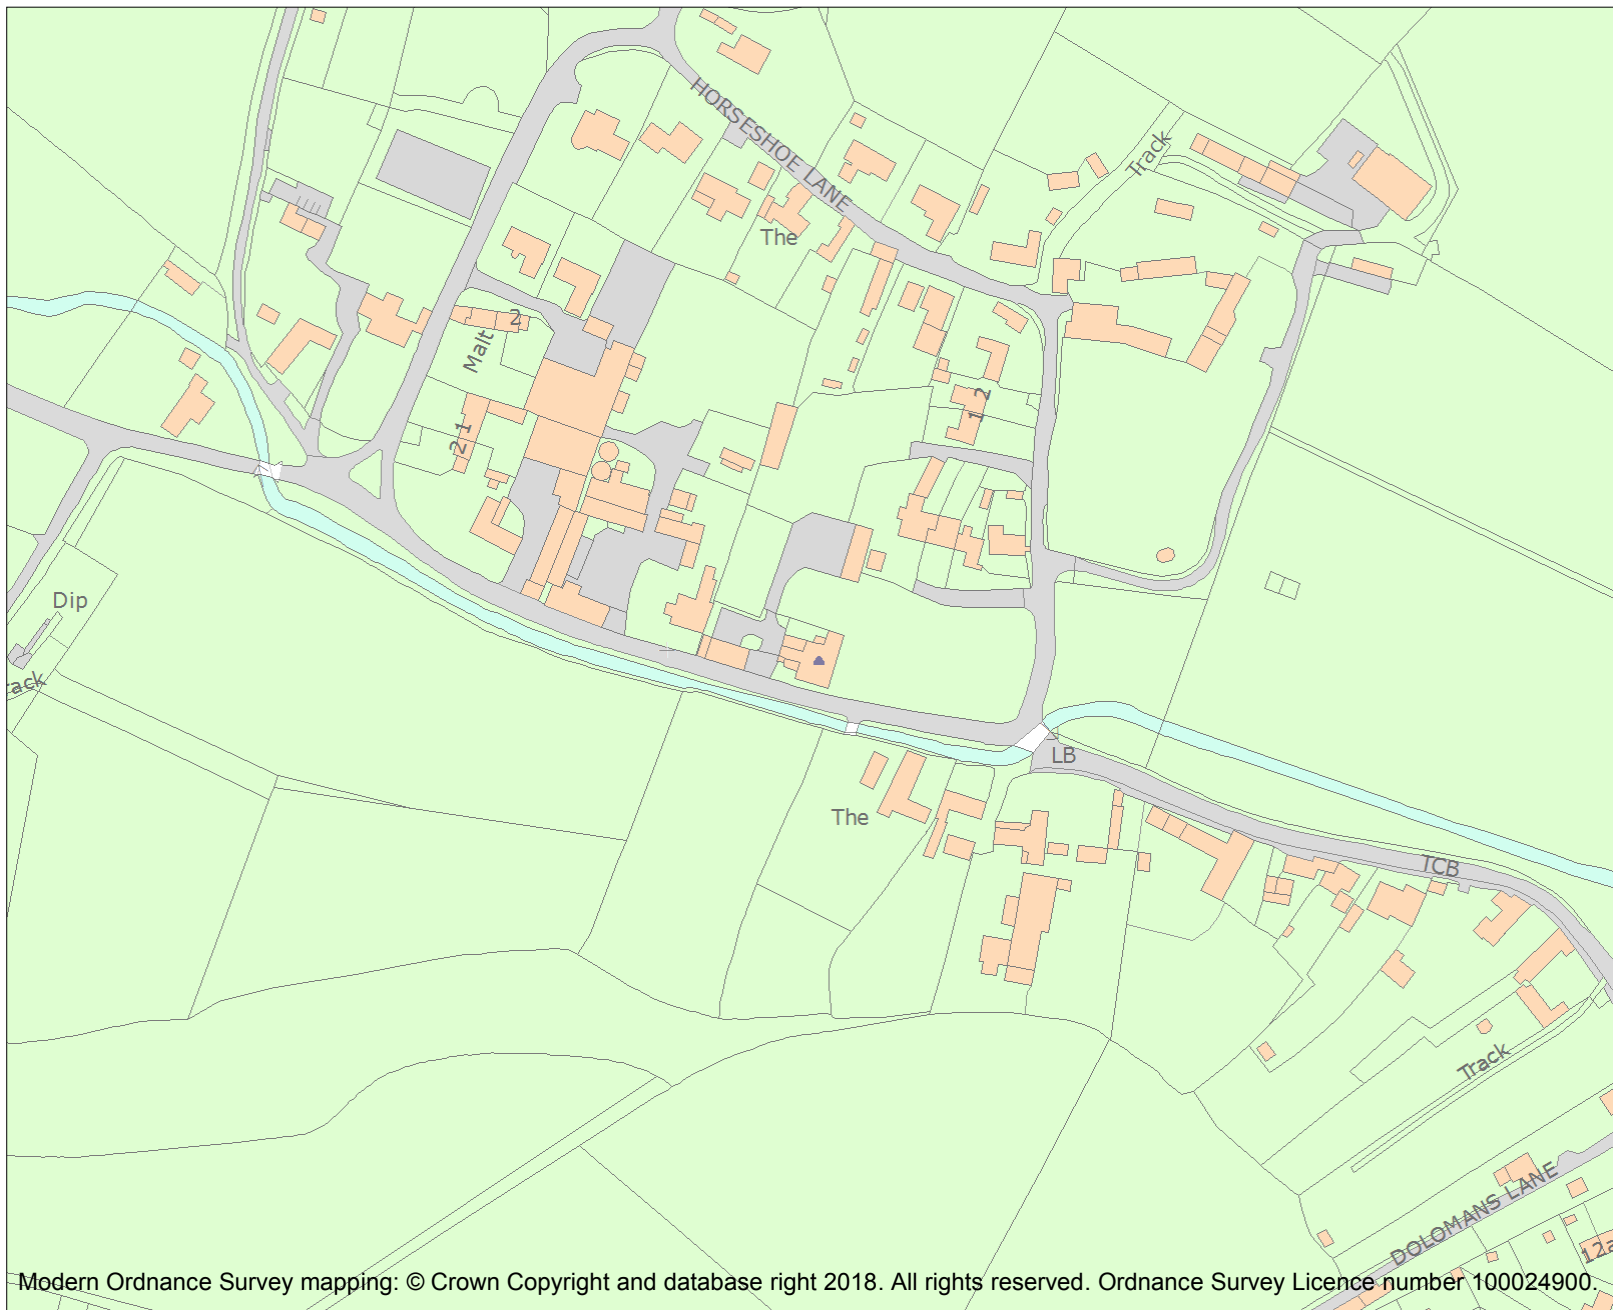 HORSESHOE LANE
Track
The
2
Malt
1 2
2 1
Dip
Track
LB
The
TCB
Track
DOLOMANS LANE
12a
Modern Ordnance Survey mapping: © Crown Copyright and database right 2018. All rights reserved. Ordnance Survey Licence number 100024900.